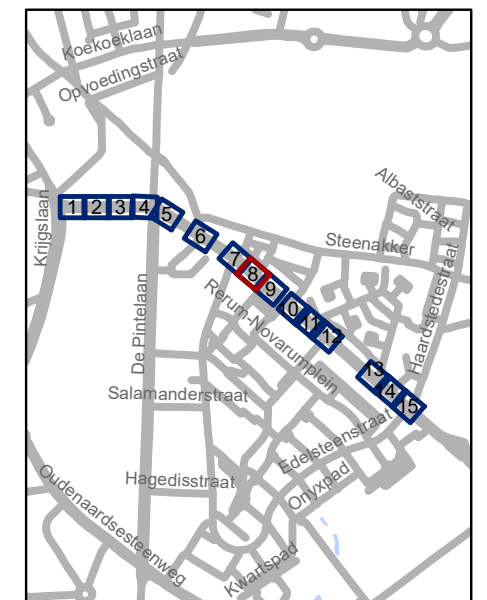 Koekoeklaan
Opvoedingstraat
Albaststraat
Krijgslaan
1 2 3 4 5
6
Steenakker
7
8
9
10
11
12
De Pintelaan
Rerum-Novarumplein
Haardstedestraat
13
14
15
Salamanderstraat
Edelsteenstraat
Hagedisstraat
Onyxpad
Oudenaardsesteenweg
Kwartspad